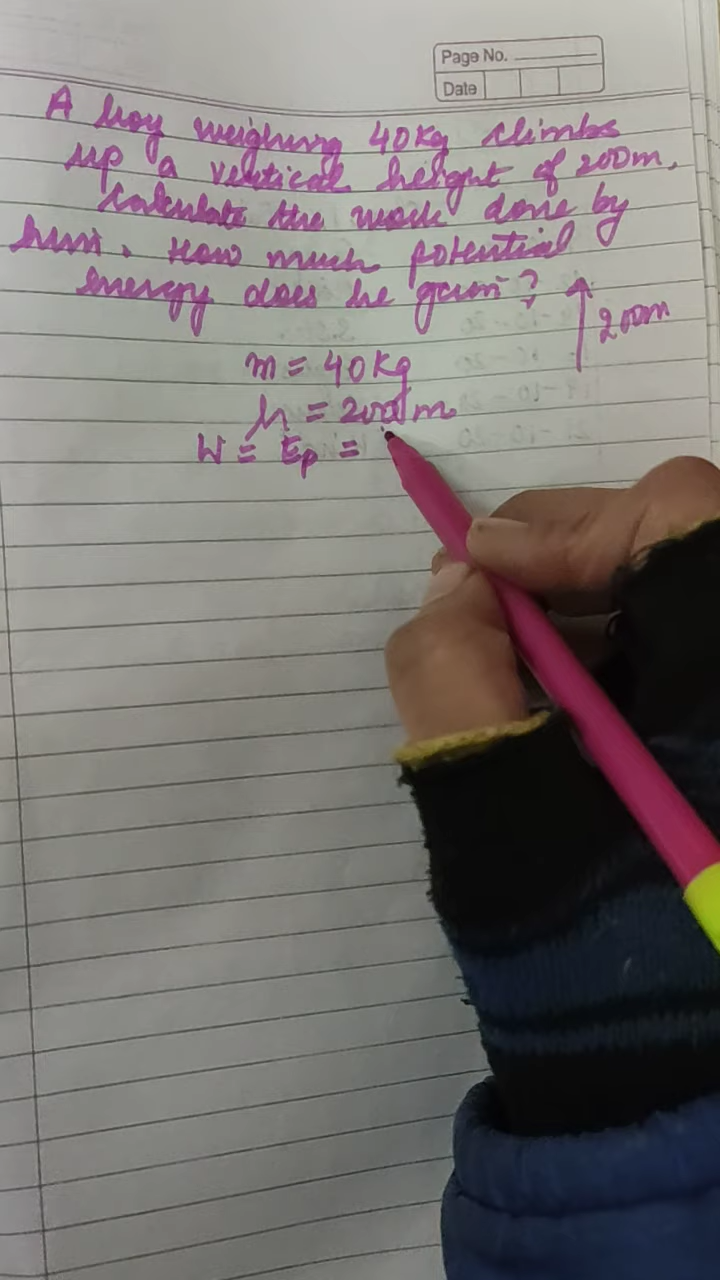 Page No.
Date
A boy weighing 40Kg climbs
up a vertical height of 200m,
calculate the work done by
him. How much potential
energy does he gain?
200m
m = 40Kg
h = 200m
W = Ep =